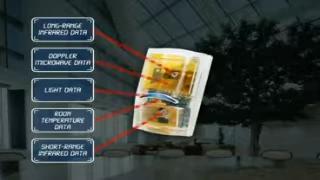 LONG-RANGE
INFRARED DATA
DOPPLER
MICROWAVE DATA
LIGHT DATA
ROOM
TEMPERATURE
DATA
SHORT-RANGE
INFRARED DATA